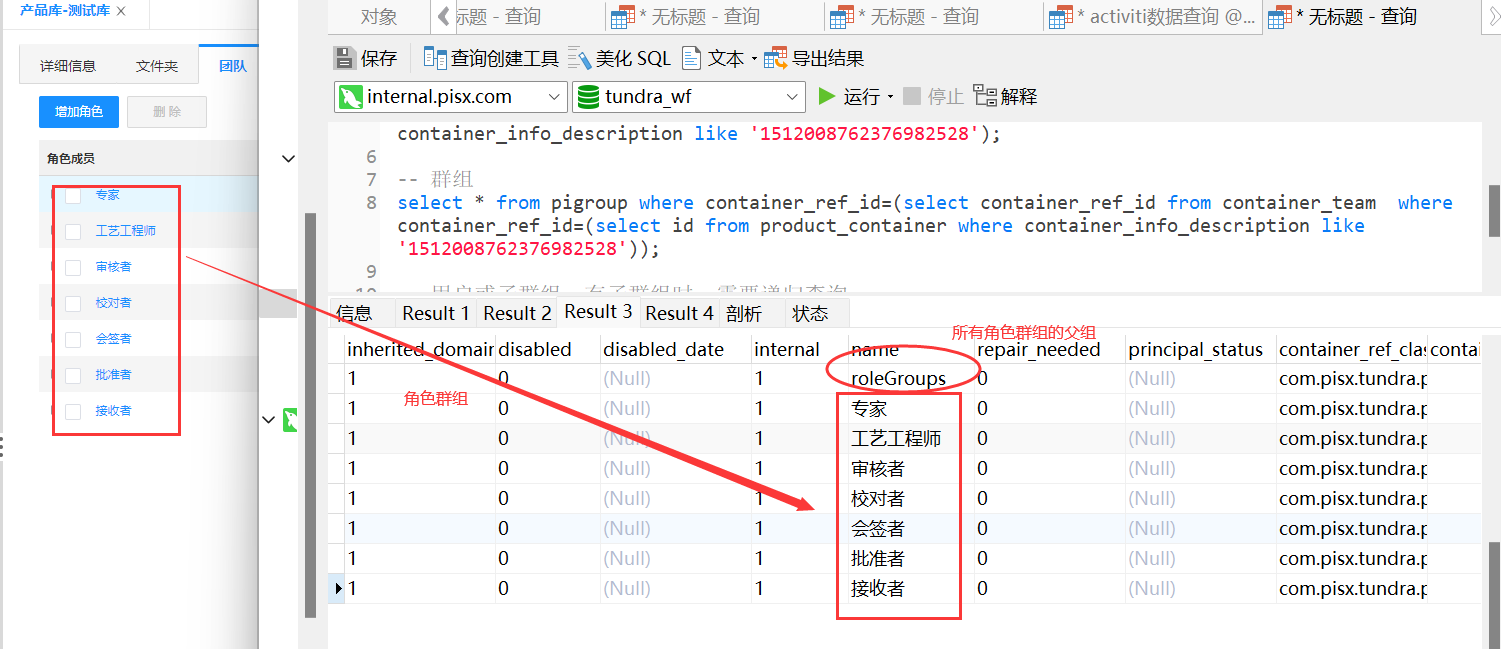 产品库-测试库
详细信息 文件夹 团队
增加角色 删 除
角色成员
专家
工艺工程师
审核者
校对者
会签者
批准者
接收者
对象 标题 - 查询 * 无标题 - 查询 * 无标题 - 查询 * activiti数据查询 @... * 无标题 - 查询
保存 查询创建工具 美化 SQL 文本 导出结果
internal.pisx.com tundra_wf 运行 停止 解释
container_info_description like '1512008762376982528');
6
7 -- 群组
8 select * from pigroup where container_ref_id=(select container_ref_id from container_team where
container_ref_id=(select id from product_container where container_info_description like
'1512008762376982528'));
9
信息 Result 1 Result 2 Result 3 Result 4 剖析 状态
所有角色群组的父组
inherited_domain disabled disabled_date internal name repair_needed principal_status container_ref_clas contai
1 0 (Null) 1 roleGroups 0 (Null) com.pisx.tundra.p
角色群组
1 0 (Null) 1 专家 0 (Null) com.pisx.tundra.p
1 0 (Null) 1 工艺工程师 0 (Null) com.pisx.tundra.p
1 0 (Null) 1 审核者 0 (Null) com.pisx.tundra.p
1 0 (Null) 1 校对者 0 (Null) com.pisx.tundra.p
1 0 (Null) 1 会签者 0 (Null) com.pisx.tundra.p
1 0 (Null) 1 批准者 0 (Null) com.pisx.tundra.p
1 0 (Null) 1 接收者 0 (Null) com.pisx.tundra.p